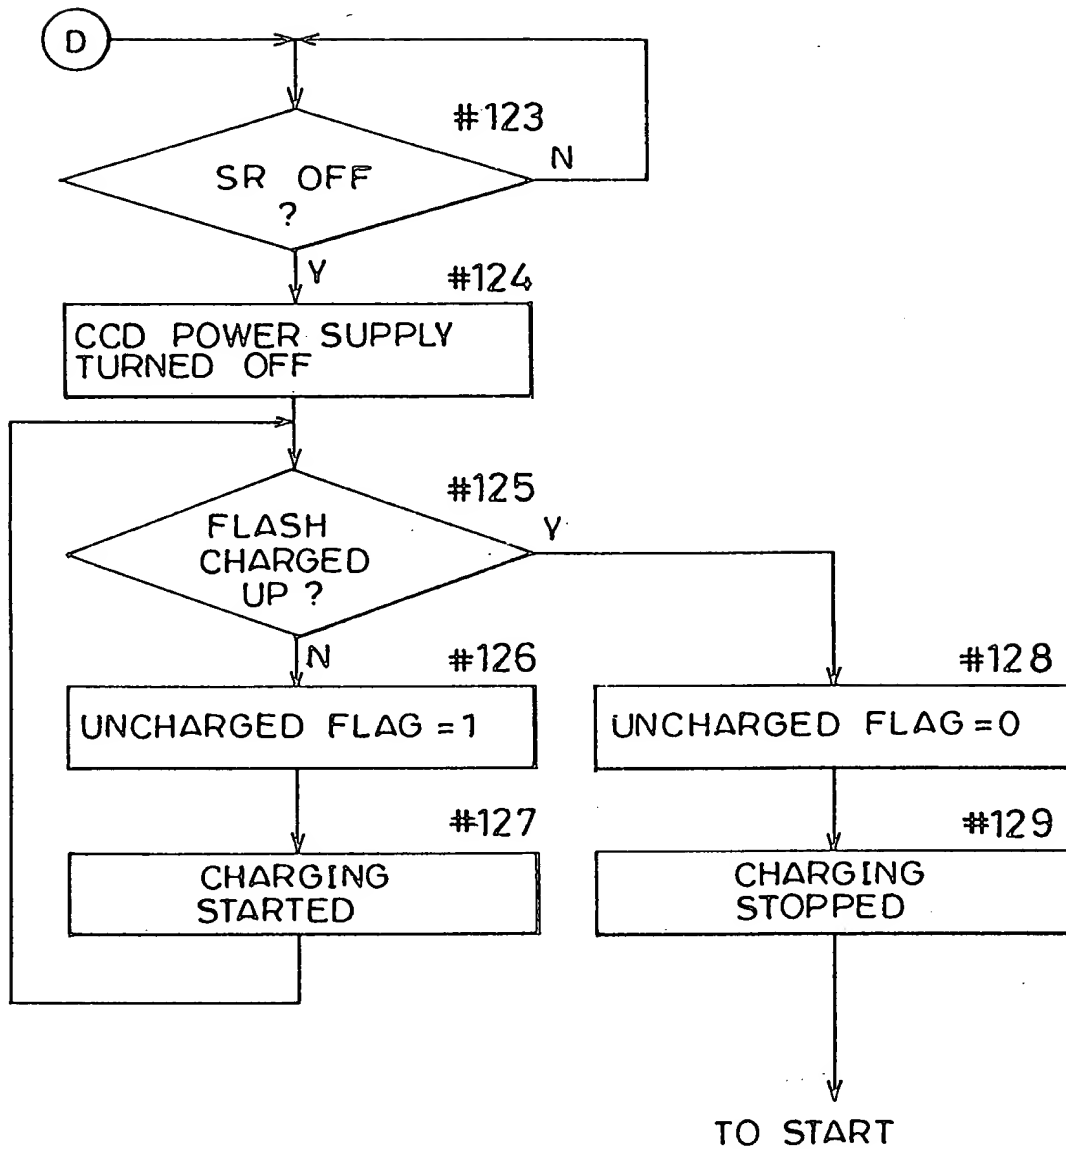 D
#123
SR OFF
?
N
Y
#124
CCD POWER SUPPLY
TURNED OFF
#125
FLASH
CHARGED
UP ?
Y
N
#126
UNCHARGED FLAG = 1
#128
UNCHARGED FLAG = 0
#127
CHARGING
STARTED
#129
CHARGING
STOPPED
TO START